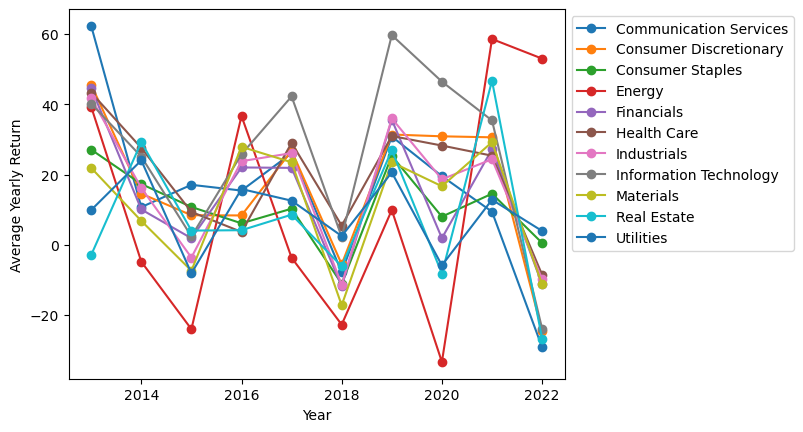 60
40
20
0
−20
Average Yearly Return
2014
2016
2018
2020
2022
Year
Communication Services
Consumer Discretionary
Consumer Staples
Energy
Financials
Health Care
Industrials
Information Technology
Materials
Real Estate
Utilities